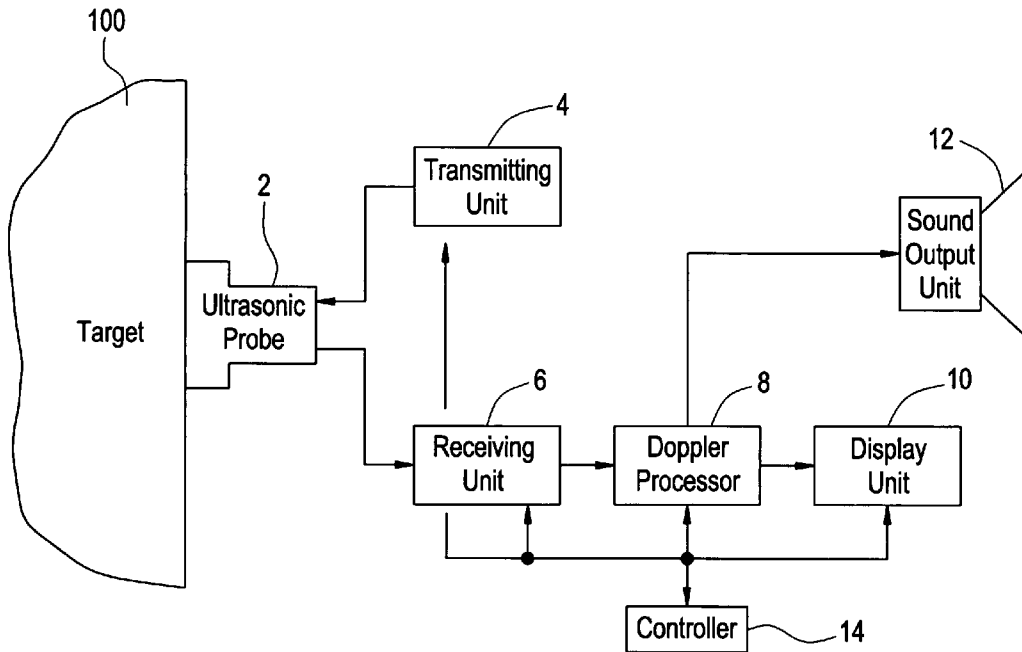 100
4
Transmitting
Unit
12
Sound
Output
Unit
2
Ultrasonic
Probe
Target
6
Receiving
Unit
8
Doppler
Processor
10
Display
Unit
Controller
14